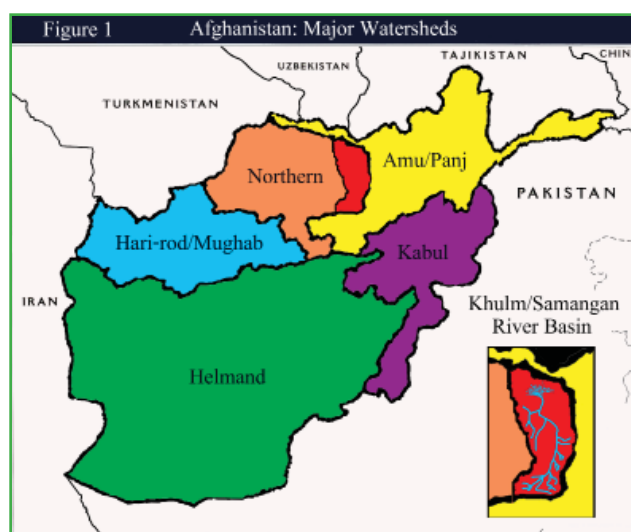 Figure 1 Afghanistan: Major Watersheds
TAJIKISTAN
CHIN
UZBEKISTAN
TURKMENISTAN
Amu/Panj
Northern
PAKISTAN
Hari-rod/Mughab
Kabul
IRAN
Khulm/Samangan
River Basin
Helmand